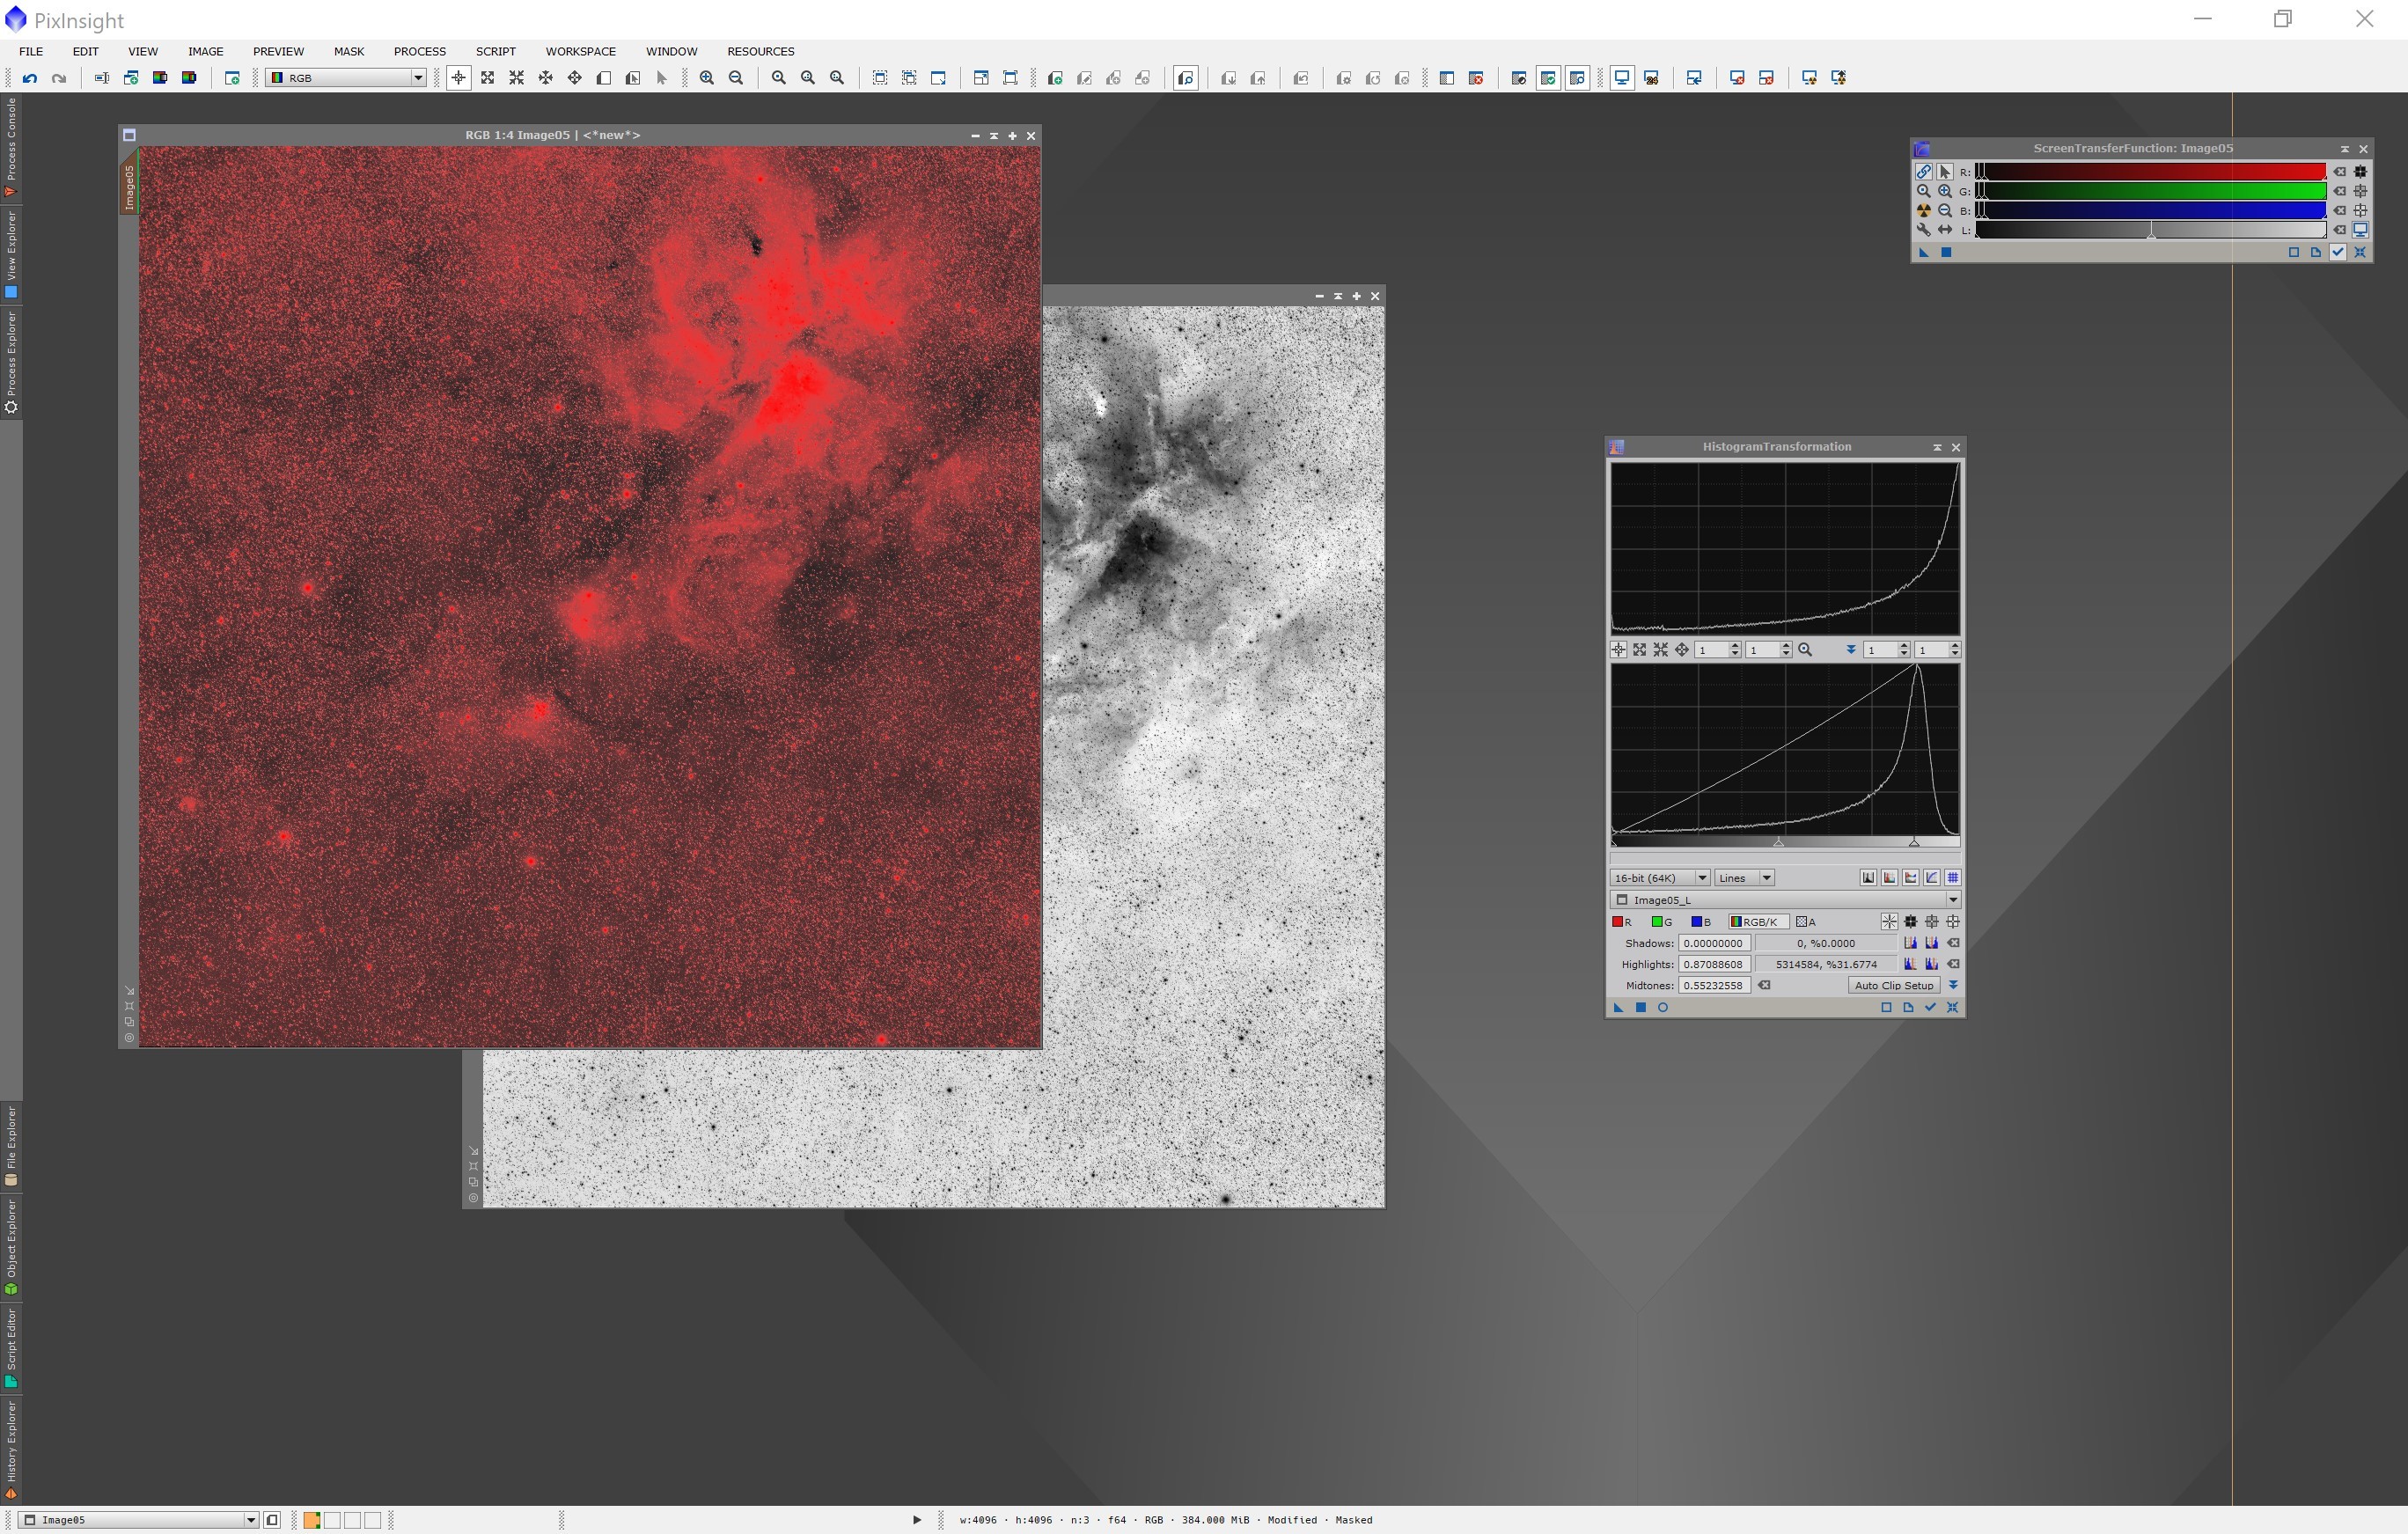 PixInsight
FILE EDIT VIEW IMAGE PREVIEW MASK PROCESS SCRIPT WORKSPACE WINDOW RESOURCES
RGB
Process Console
View Explorer
Process Explorer
File Explorer
Object Explorer
Script Editor
History Explorer
RGB 1:4 Image05 | <*new*>
Image05
ScreenTransferFunction: Image05
R:
G:
B:
L:
HistogramTransformation
1 1 1 1
16-bit (64K) Lines
Image05_L
R G B RGB/K A
Shadows: 0.00000000 0, %0.0000
Highlights: 0.87088608 5314584, %31.6774
Midtones: 0.55232558 Auto Clip Setup
Image05
w:4096 · h:4096 · n:3 · f64 · RGB · 384.000 MiB · Modified · Masked